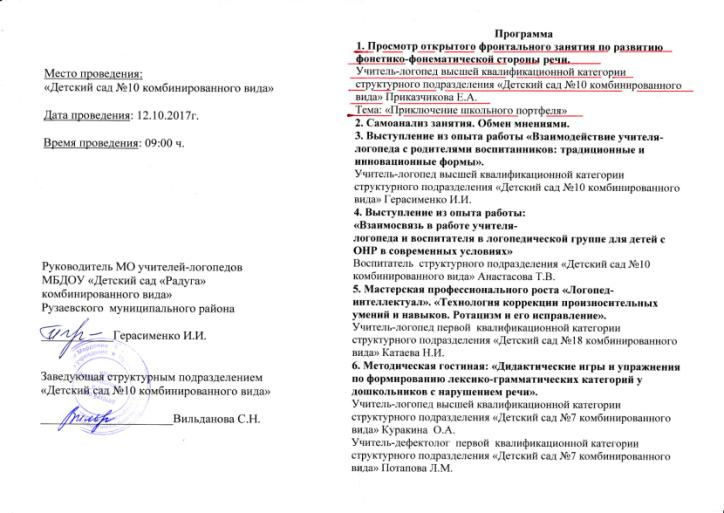 Место проведения:
«Детский сад №10 комбинированного вида»
Дата проведения: 12.10.2017г.
Время проведения: 09:00 ч.
Руководитель МО учителей-логопедов
МБДОУ «Детский сад «Радуга»
комбинированного вида»
Рузаевского муниципального района
Герасименко И.И.
Заведующая структурным подразделением
«Детский сад №10 комбинированного вида»
Вильданова С.Н.
Программа
1. Просмотр открытого фронтального занятия по развитию
фонетико-фонематической стороны речи.
Учитель-логопед высшей квалификационной категории
структурного подразделения «Детский сад №10 комбинированного
вида» Приказчикова Е.А.
Тема: «Приключение школьного портфеля»
2. Самоанализ занятия. Обмен мнениями.
3. Выступление из опыта работы «Взаимодействие учителя-
логопеда с родителями воспитанников: традиционные и
инновационные формы».
Учитель-логопед высшей квалификационной категории
структурного подразделения «Детский сад №10 комбинированного
вида» Герасименко И.И.
4. Выступление из опыта работы:
«Взаимосвязь в работе учителя-
логопеда и воспитателя в логопедической группе для детей с
ОНР в современных условиях»
Воспитатель структурного подразделения «Детский сад №10
комбинированного вида» Анастасова Т.В.
5. Мастерская профессионального роста «Логопед-
интеллектуал». «Технология коррекции произносительных
умений и навыков. Ротацизм и его исправление».
Учитель-логопед первой квалификационной категории
структурного подразделения «Детский сад №18 комбинированного
вида» Катаева Н.И.
6. Методическая гостиная: «Дидактические игры и упражнения
по формированию лексико-грамматических категорий у
дошкольников с нарушением речи».
Учитель-логопед высшей квалификационной категории
структурного подразделения «Детский сад №7 комбинированного
вида» Куракина О.А.
Учитель-дефектолог первой квалификационной категории
структурного подразделения «Детский сад №7 комбинированного
вида» Потапова Л.М.